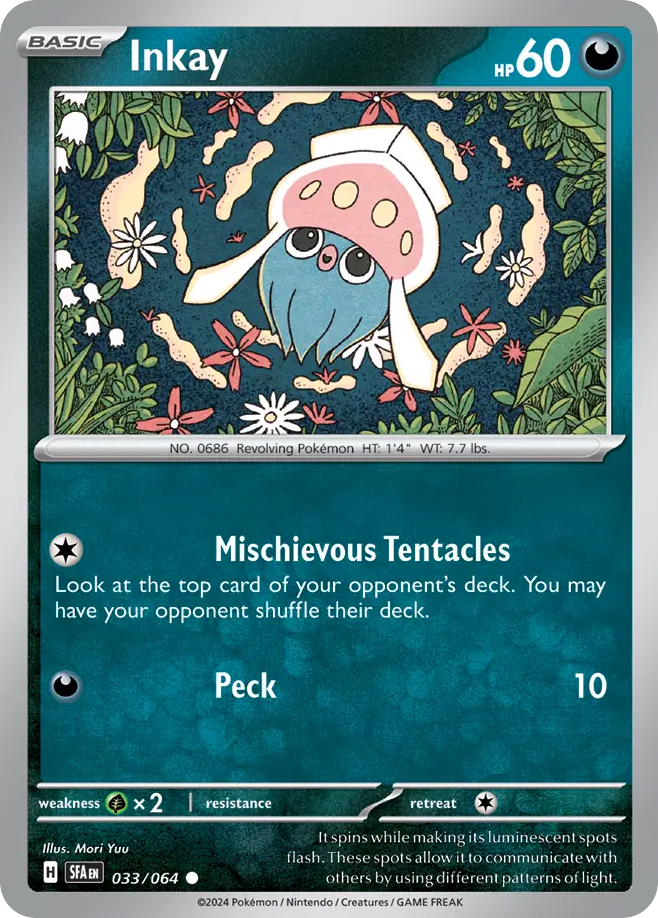 BASIC
Inkay
HP 60
NO. 0686 Revolving Pokémon HT: 1'4" WT: 7.7 lbs.
Mischievous Tentacles
Look at the top card of your opponent's deck. You may
have your opponent shuffle their deck.
Peck 10
weakness ×2 resistance retreat
It spins while making its luminescent spots
flash. These spots allow it to communicate with
others by using different patterns of light.
Illus. Mori Yuu
H SFA EN 033/064
©2024 Pokémon / Nintendo / Creatures / GAME FREAK